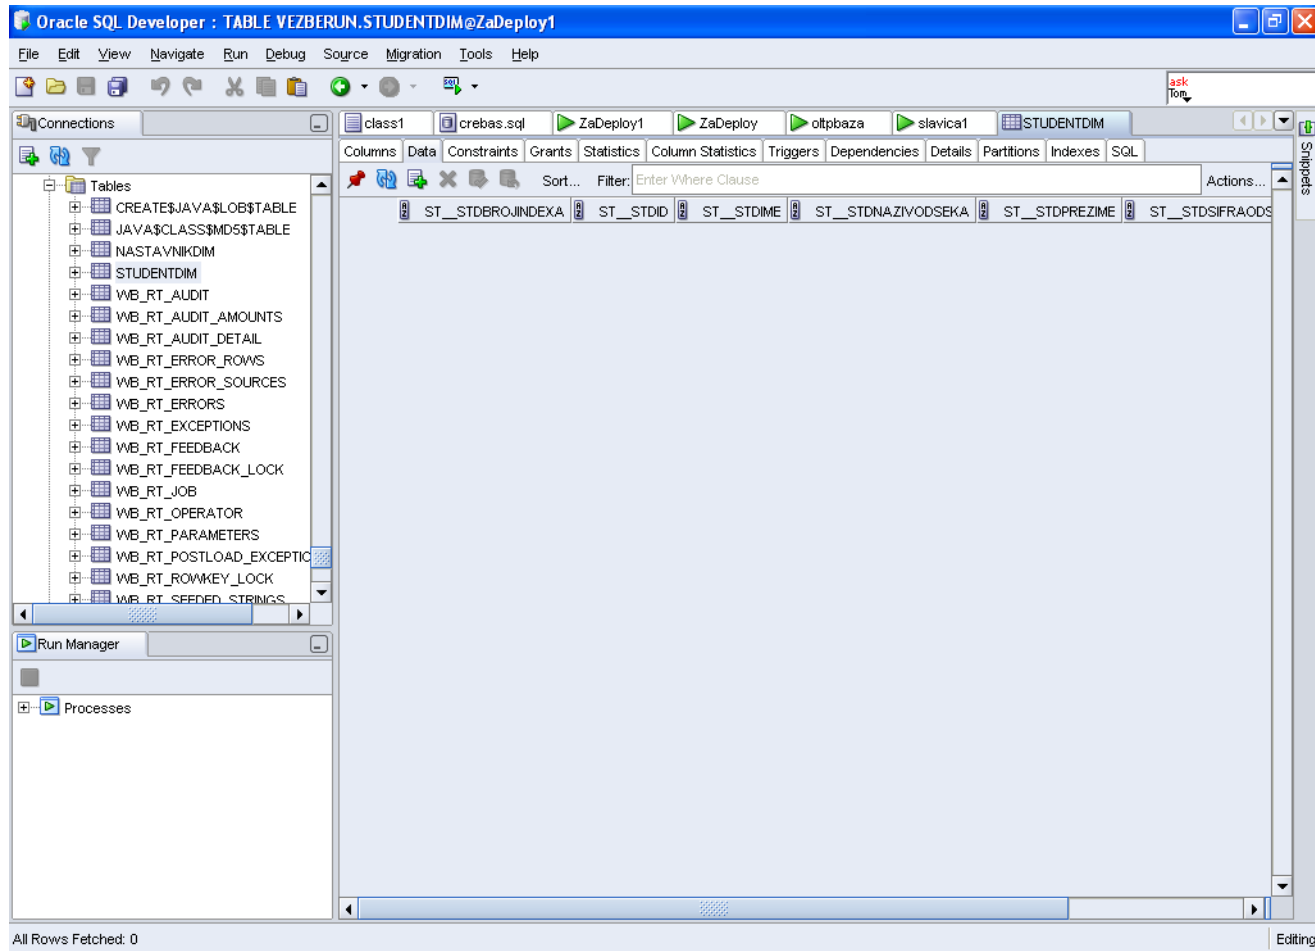 Oracle SQL Developer : TABLE VEZBERUN.STUDENTDIM@ZaDeploy1
File Edit View Navigate Run Debug Source Migration Tools Help
ask
Tom
Connections
class1 crebas.sql ZaDeploy1 ZaDeploy oltpbaza slavica1 STUDENTDIM
Snippets
Columns Data Constraints Grants Statistics Column Statistics Triggers Dependencies Details Partitions Indexes SQL
Sort... Filter: Enter Where Clause Actions...
ST__STDBROJINDEXA ST__STDID ST__STDIME ST__STDNAZIVODSEKA ST__STDPREZIME ST__STDSIFRAODS
Tables
CREATE$JAVA$LOB$TABLE
JAVA$CLASS$MD5$TABLE
NASTAVNIKDIM
STUDENTDIM
WB_RT_AUDIT
WB_RT_AUDIT_AMOUNTS
WB_RT_AUDIT_DETAIL
WB_RT_ERROR_ROWS
WB_RT_ERROR_SOURCES
WB_RT_ERRORS
WB_RT_EXCEPTIONS
WB_RT_FEEDBACK
WB_RT_FEEDBACK_LOCK
WB_RT_JOB
WB_RT_OPERATOR
WB_RT_PARAMETERS
WB_RT_POSTLOAD_EXCEPTIO
WB_RT_ROWKEY_LOCK
WB_RT_SEEDED_STRINGS
Run Manager
Processes
All Rows Fetched: 0 Editing